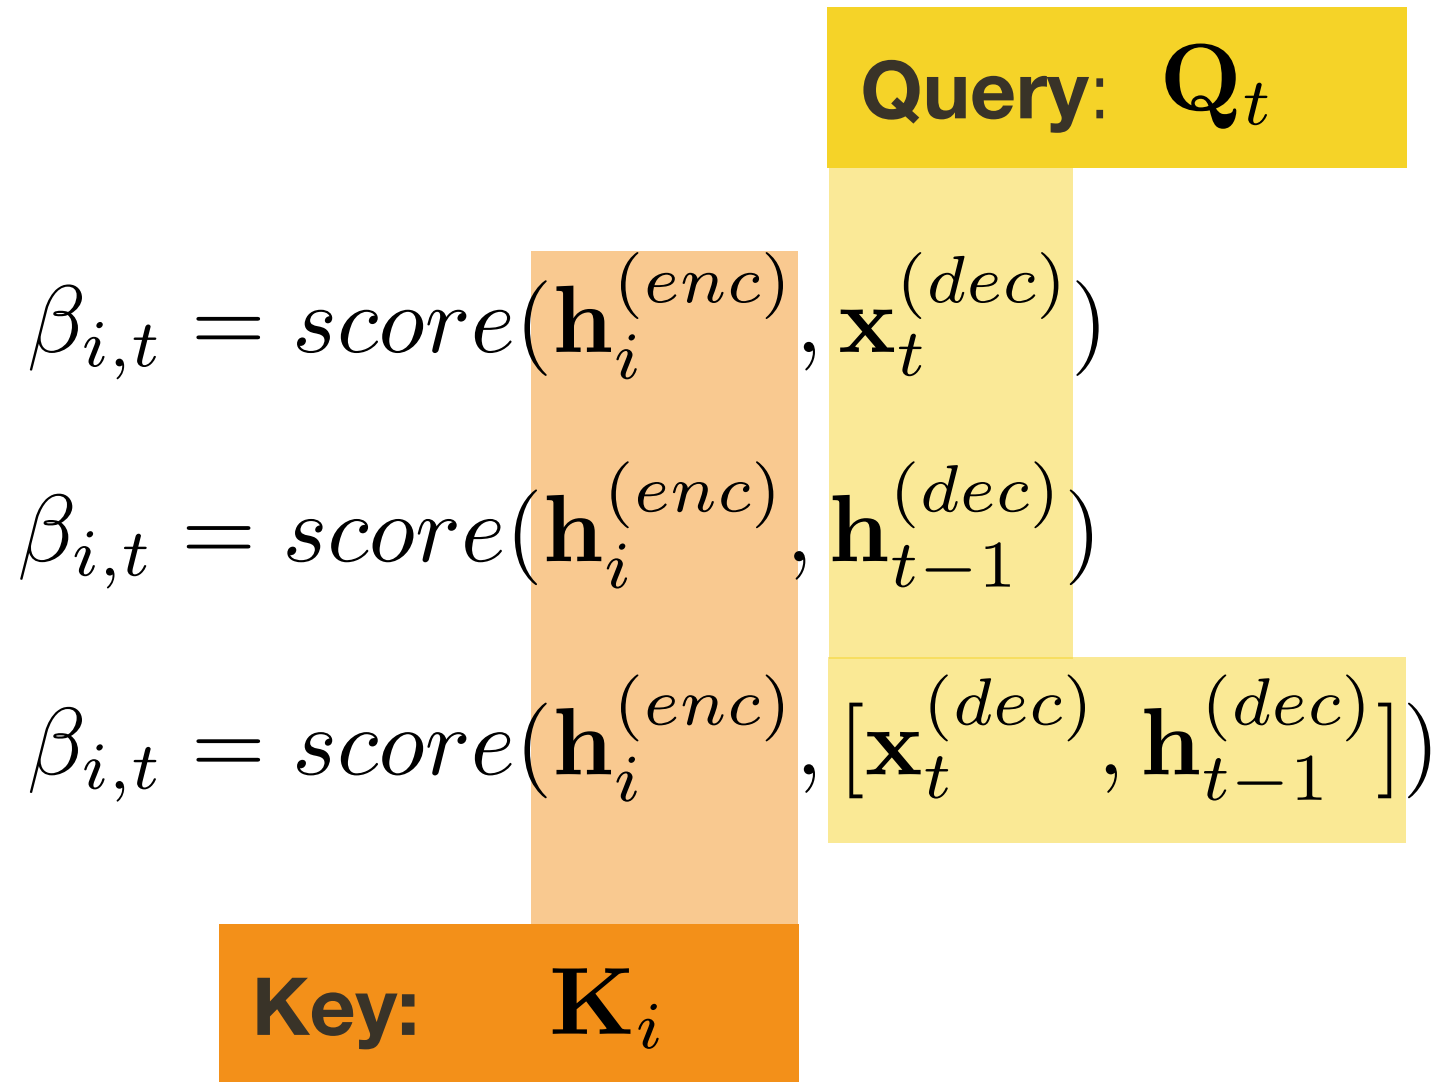 Query: Q_t
β_{i,t} = score(h_i^{(enc)}, x_t^{(dec)})
β_{i,t} = score(h_i^{(enc)}, h_{t−1}^{(dec)})
β_{i,t} = score(h_i^{(enc)}, [x_t^{(dec)}, h_{t−1}^{(dec)}])
Key: K_i